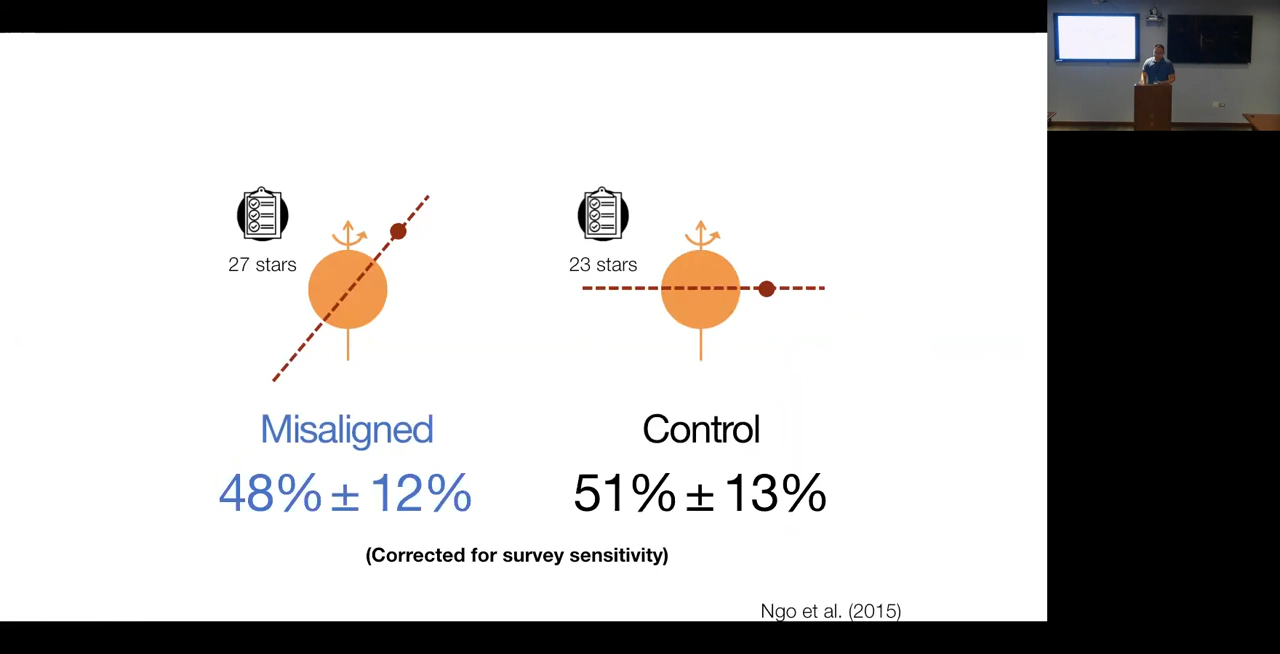 27 stars
23 stars
Misaligned
Control
48% ± 12%
51% ± 13%
(Corrected for survey sensitivity)
Ngo et al. (2015)